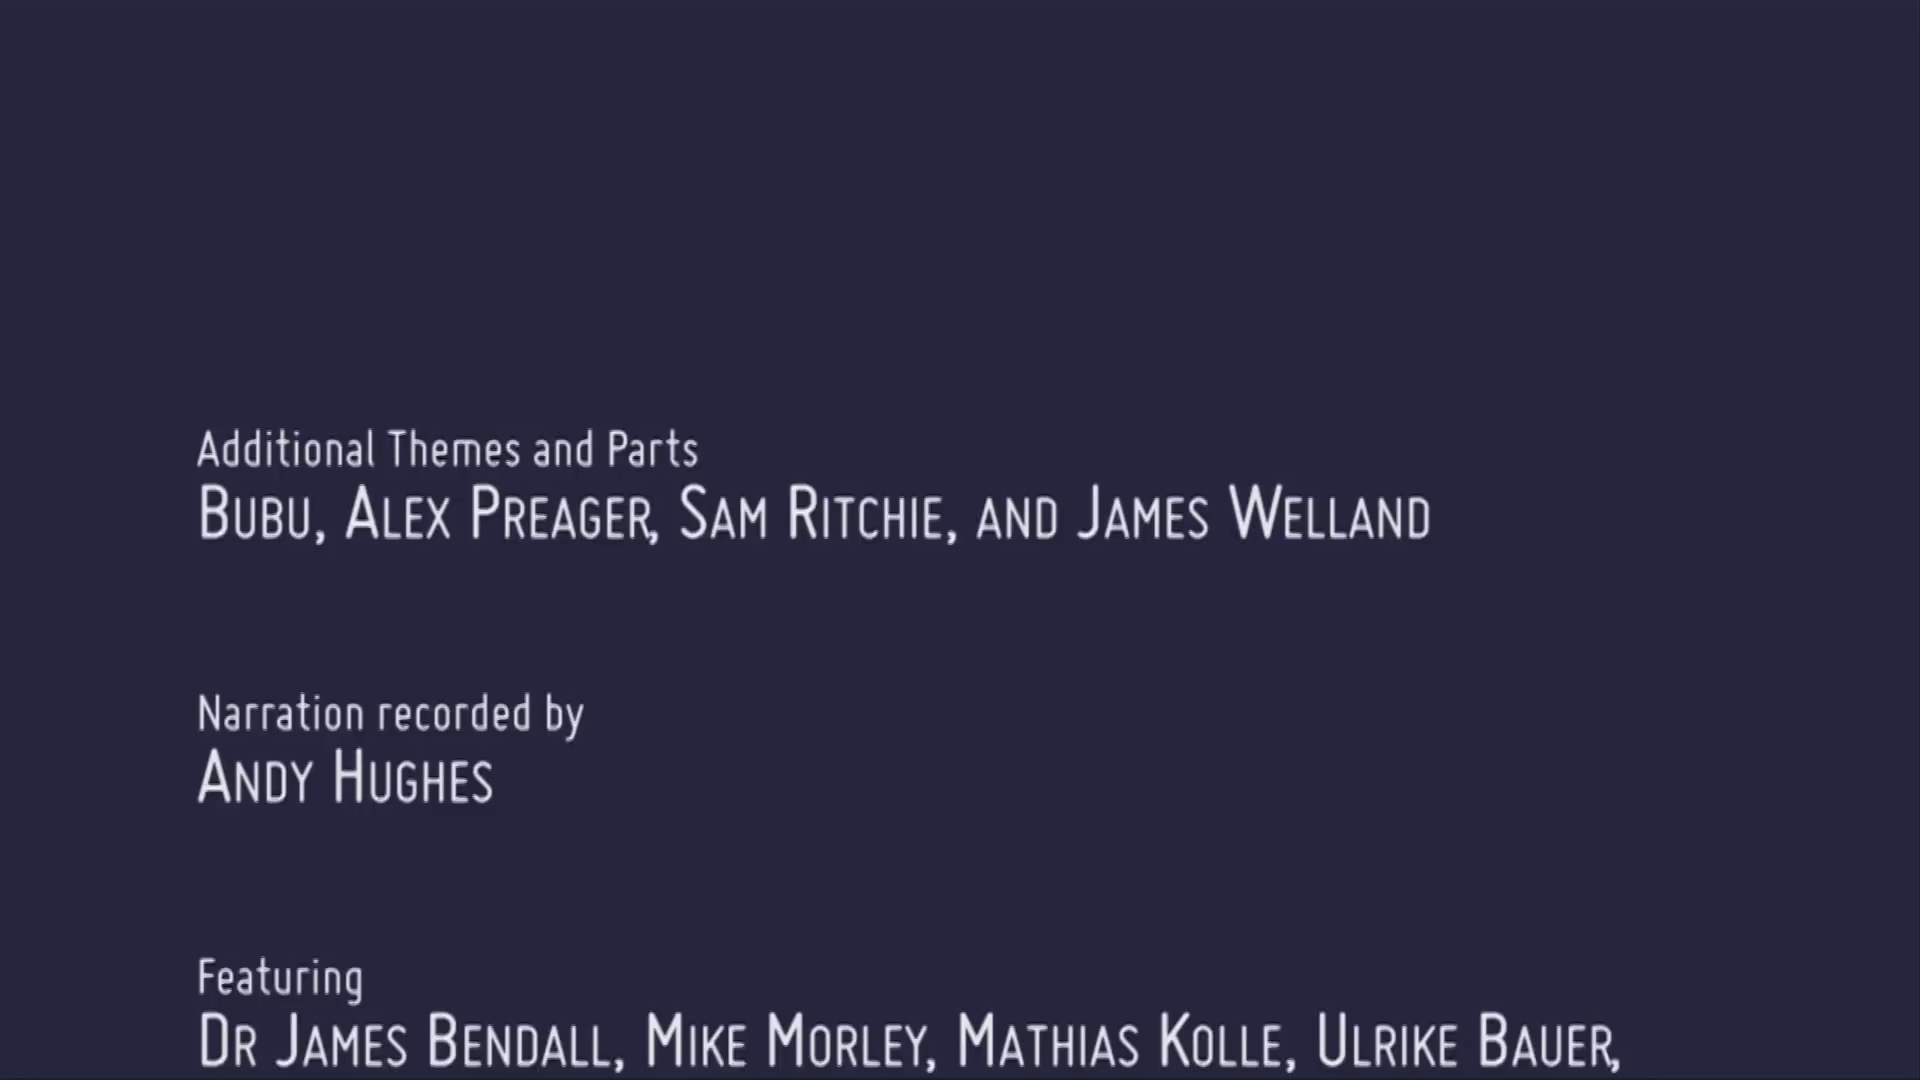 Additional Themes and Parts
Bubu, Alex Preager, Sam Ritchie, and James Welland
Narration recorded by
Andy Hughes
Featuring
Dr James Bendall, Mike Morley, Mathias Kolle, Ulrike Bauer,